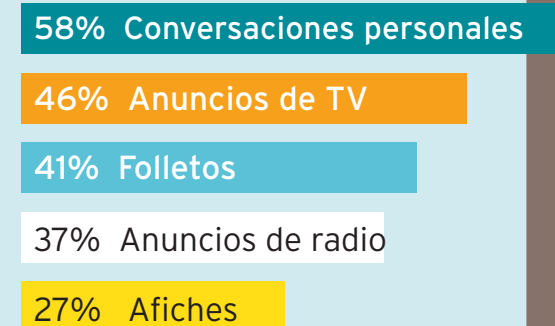 58% Conversaciones personales
46% Anuncios de TV
41% Folletos
37% Anuncios de radio
27% Afiches